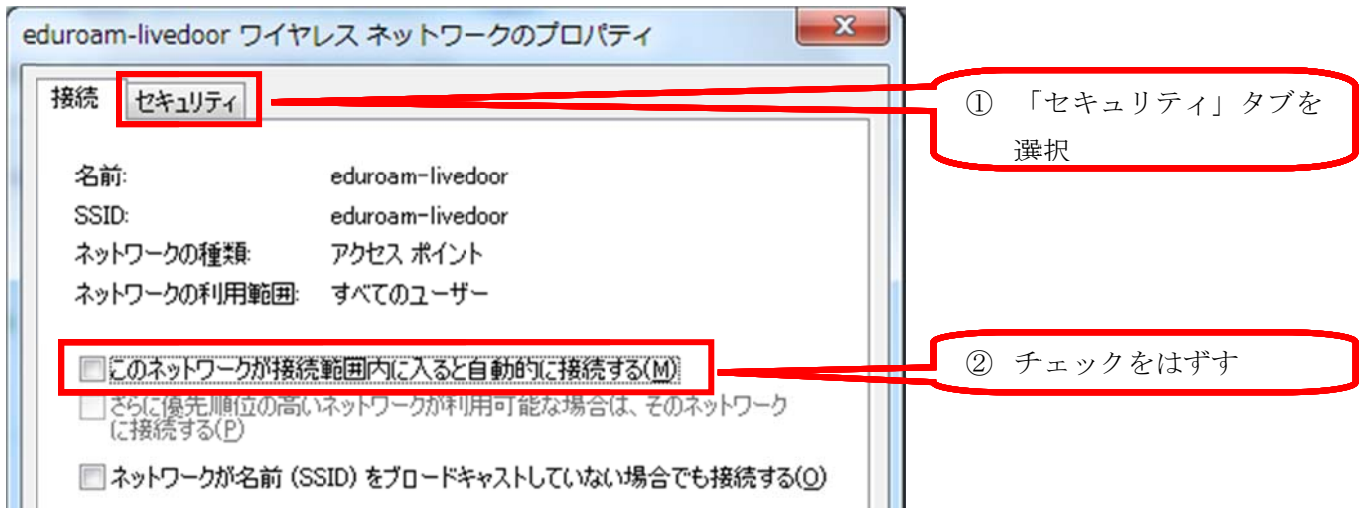 eduroam-livedoor ワイヤレス ネットワークのプロパティ
接続 セキュリティ
① 「セキュリティ」タブを
選択
名前: eduroam-livedoor
SSID: eduroam-livedoor
ネットワークの種類: アクセス ポイント
ネットワークの利用範囲: すべてのユーザー
このネットワークが接続範囲内に入ると自動的に接続する(M)
② チェックをはずす
さらに優先順位の高いネットワークが利用可能な場合は、そのネットワーク
に接続する(P)
ネットワークが名前 (SSID) をブロードキャストしていない場合でも接続する(O)